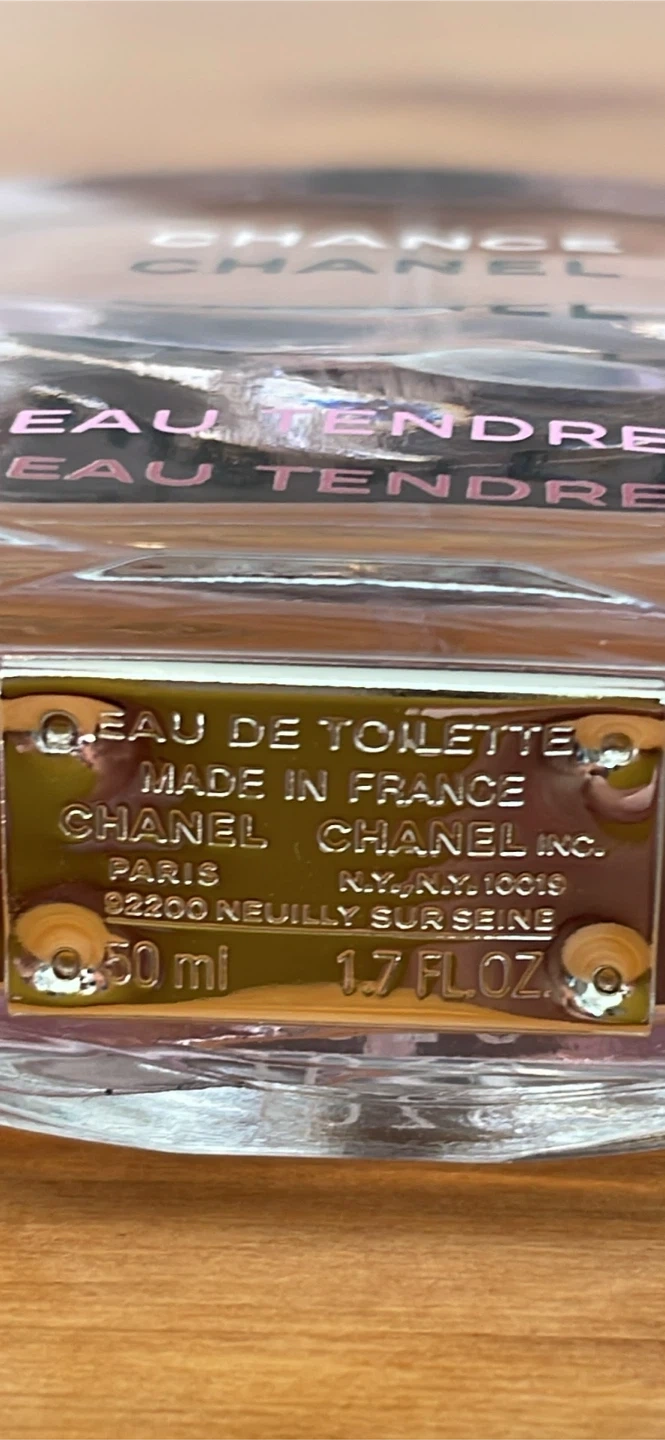 CHANCE
CHANEL
EAU TENDRE
EAU TENDRE
EAU DE TOILETTE
MADE IN FRANCE
CHANEL CHANEL INC.
PARIS N.Y., N.Y. 10019
92200 NEUILLY SUR SEINE
50 ml 1.7 FL. OZ.